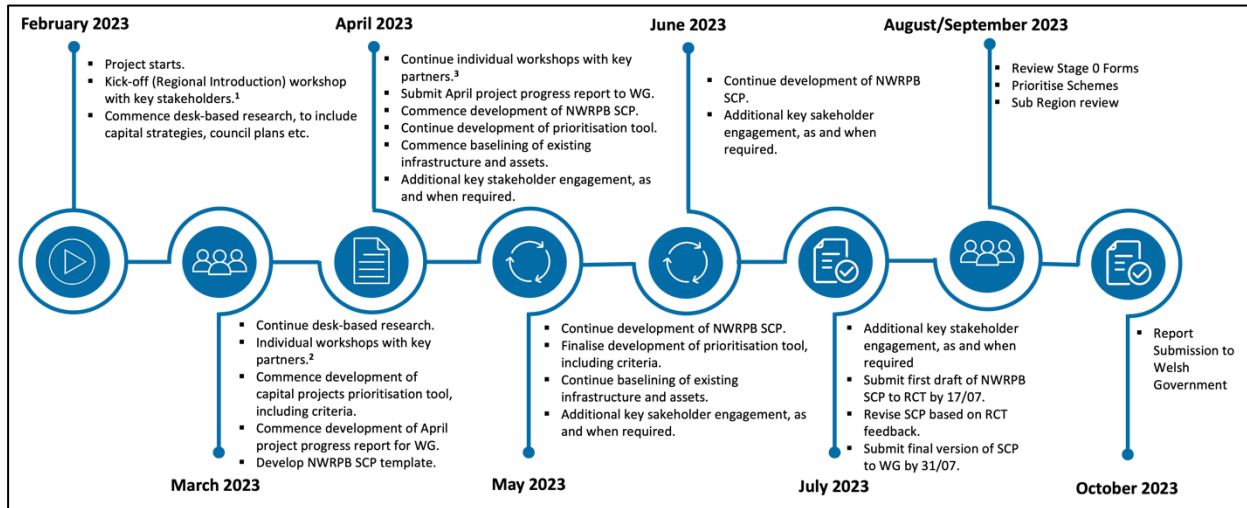 February 2023
▪ Project starts.
▪ Kick-off (Regional Introduction) workshop
with key stakeholders.¹
▪ Commence desk-based research, to include
capital strategies, council plans etc.
April 2023
▪ Continue individual workshops with key
partners.³
▪ Submit April project progress report to WG.
▪ Commence development of NWRPB SCP.
▪ Continue development of prioritisation tool.
▪ Commence baselining of existing
infrastructure and assets.
▪ Additional key stakeholder engagement, as
and when required.
June 2023
▪ Continue development of NWRPB
SCP.
▪ Additional key sakeholder
engagement, as and when
required.
August/September 2023
▪ Review Stage 0 Forms
▪ Prioritise Schemes
▪ Sub Region review
▪ Continue desk-based research.
▪ Individual workshops with key
partners.²
▪ Commence development of
capital projects prioritisation tool,
including criteria.
▪ Commence development of April
project progress report for WG.
▪ Develop NWRPB SCP template.
March 2023
▪ Continue development of NWRPB SCP.
▪ Finalise development of prioritisation tool,
including criteria.
▪ Continue baselining of existing
infrastructure and assets.
▪ Additional key sakeholder engagement, as
and when required.
May 2023
▪ Additional key stakeholder
engagement, as and when
required
▪ Submit first draft of NWRPB
SCP to RCT by 17/07.
▪ Revise SCP based on RCT
feedback.
▪ Submit final version of SCP
to WG by 31/07.
July 2023
▪ Report
Submission to
Welsh
Government
October 2023